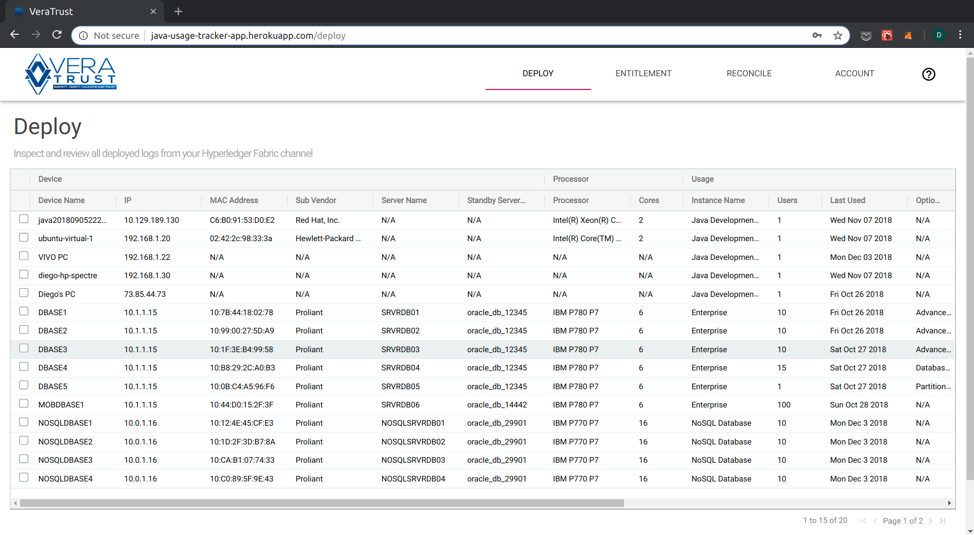 VeraTrust
Not secure java-usage-tracker-app.herokuapp.com/deploy
D
VERA
TRUST
INSPECT, VERIFY, VALIDATE AND TRUST
DEPLOY ENTITLEMENT RECONCILE ACCOUNT
Deploy
Inspect and review all deployed logs from your Hyperledger Fabric channel
Device Processor Usage
Device Name IP MAC Address Sub Vendor Server Name Standby Server... Processor Cores Instance Name Users Last Used Optio...
java20180905222... 10.129.189.130 C6:B0:91:53:D0:E2 Red Hat, Inc. N/A N/A Intel(R) Xeon(R) C... 2 Java Developmen... 1 Wed Nov 07 2018 N/A
ubuntu-virtual-1 192.168.1.20 02:42:2c:98:33:3a Hewlett-Packard ... N/A N/A Intel(R) Core(TM) ... 2 Java Developmen... 1 Wed Nov 07 2018 N/A
VIVO PC 192.168.1.22 N/A N/A N/A N/A N/A N/A Java Developmen... 1 Mon Dec 03 2018 N/A
diego-hp-spectre 192.168.1.30 N/A N/A N/A N/A N/A N/A Java Developmen... 1 Wed Nov 07 2018 N/A
Diego's PC 73.85.44.73 N/A N/A N/A N/A N/A N/A Java Developmen... 1 Fri Oct 26 2018 N/A
DBASE1 10.1.1.15 10:7B:44:18:02:78 Proliant SRVRDB01 oracle_db_12345 IBM P780 P7 6 Enterprise 10 Fri Oct 26 2018 Advance...
DBASE2 10.1.1.15 10:99:00:27:5D:A9 Proliant SRVRDB02 oracle_db_12345 IBM P780 P7 6 Enterprise 10 Fri Oct 26 2018 N/A
DBASE3 10.1.1.15 10:1F:3E:B4:99:58 Proliant SRVRDB03 oracle_db_12345 IBM P780 P7 6 Enterprise 10 Sat Oct 27 2018 Advance...
DBASE4 10.1.1.15 10:B8:29:2C:A0:B3 Proliant SRVRDB04 oracle_db_12345 IBM P780 P7 6 Enterprise 15 Sat Oct 27 2018 Databas...
DBASE5 10.1.1.15 10:0B:C4:A5:96:F6 Proliant SRVRDB05 oracle_db_12345 IBM P780 P7 6 Enterprise 1 Sat Oct 27 2018 Partition...
MOBDBASE1 10.1.1.15 10:44:D0:15:2F:3F Proliant SRVRDB06 oracle_db_14442 IBM P780 P7 6 Enterprise 100 Sun Oct 28 2018 N/A
NOSQLDBASE1 10.0.1.16 10:12:4E:45:CF:E3 Proliant NOSQLSRVRDB01 oracle_db_29901 IBM P770 P7 16 NoSQL Database 10 Mon Dec 3 2018 N/A
NOSQLDBASE2 10.0.1.16 10:1D:2F:3D:B7:8A Proliant NOSQLSRVRDB02 oracle_db_29901 IBM P770 P7 16 NoSQL Database 10 Mon Dec 3 2018 N/A
NOSQLDBASE3 10.0.1.16 10:CA:B1:07:74:33 Proliant NOSQLSRVRDB03 oracle_db_29901 IBM P770 P7 16 NoSQL Database 10 Mon Dec 3 2018 N/A
NOSQLDBASE4 10.0.1.16 10:C0:89:5F:9E:43 Proliant NOSQLSRVRDB04 oracle_db_29901 IBM P770 P7 16 NoSQL Database 10 Mon Dec 3 2018 N/A
1 to 15 of 20 Page 1 of 2